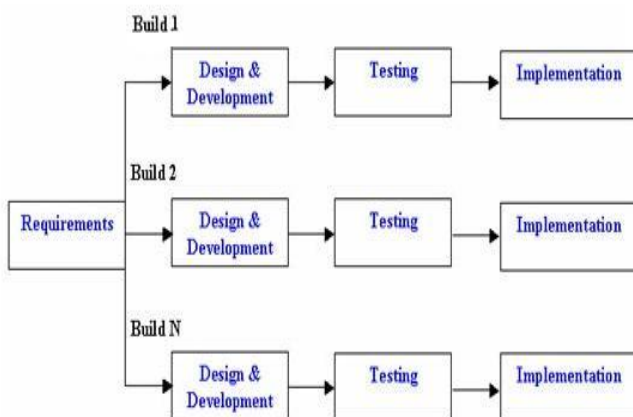 Build 1
Design &
Development
Testing
Implementation
Build 2
Requirements
Design &
Development
Testing
Implementation
Build N
Design &
Development
Testing
Implementation